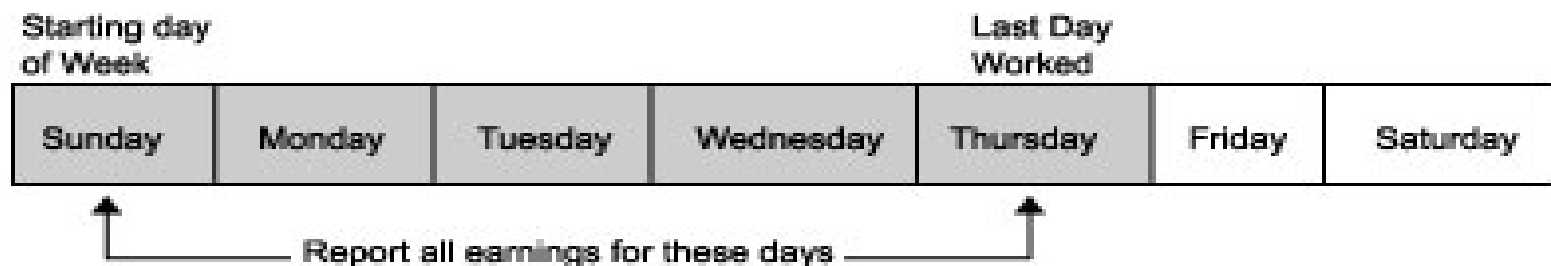 Starting day
of Week
Last Day
Worked
Sunday Monday Tuesday Wednesday Thursday Friday Saturday
Report all earnings for these days